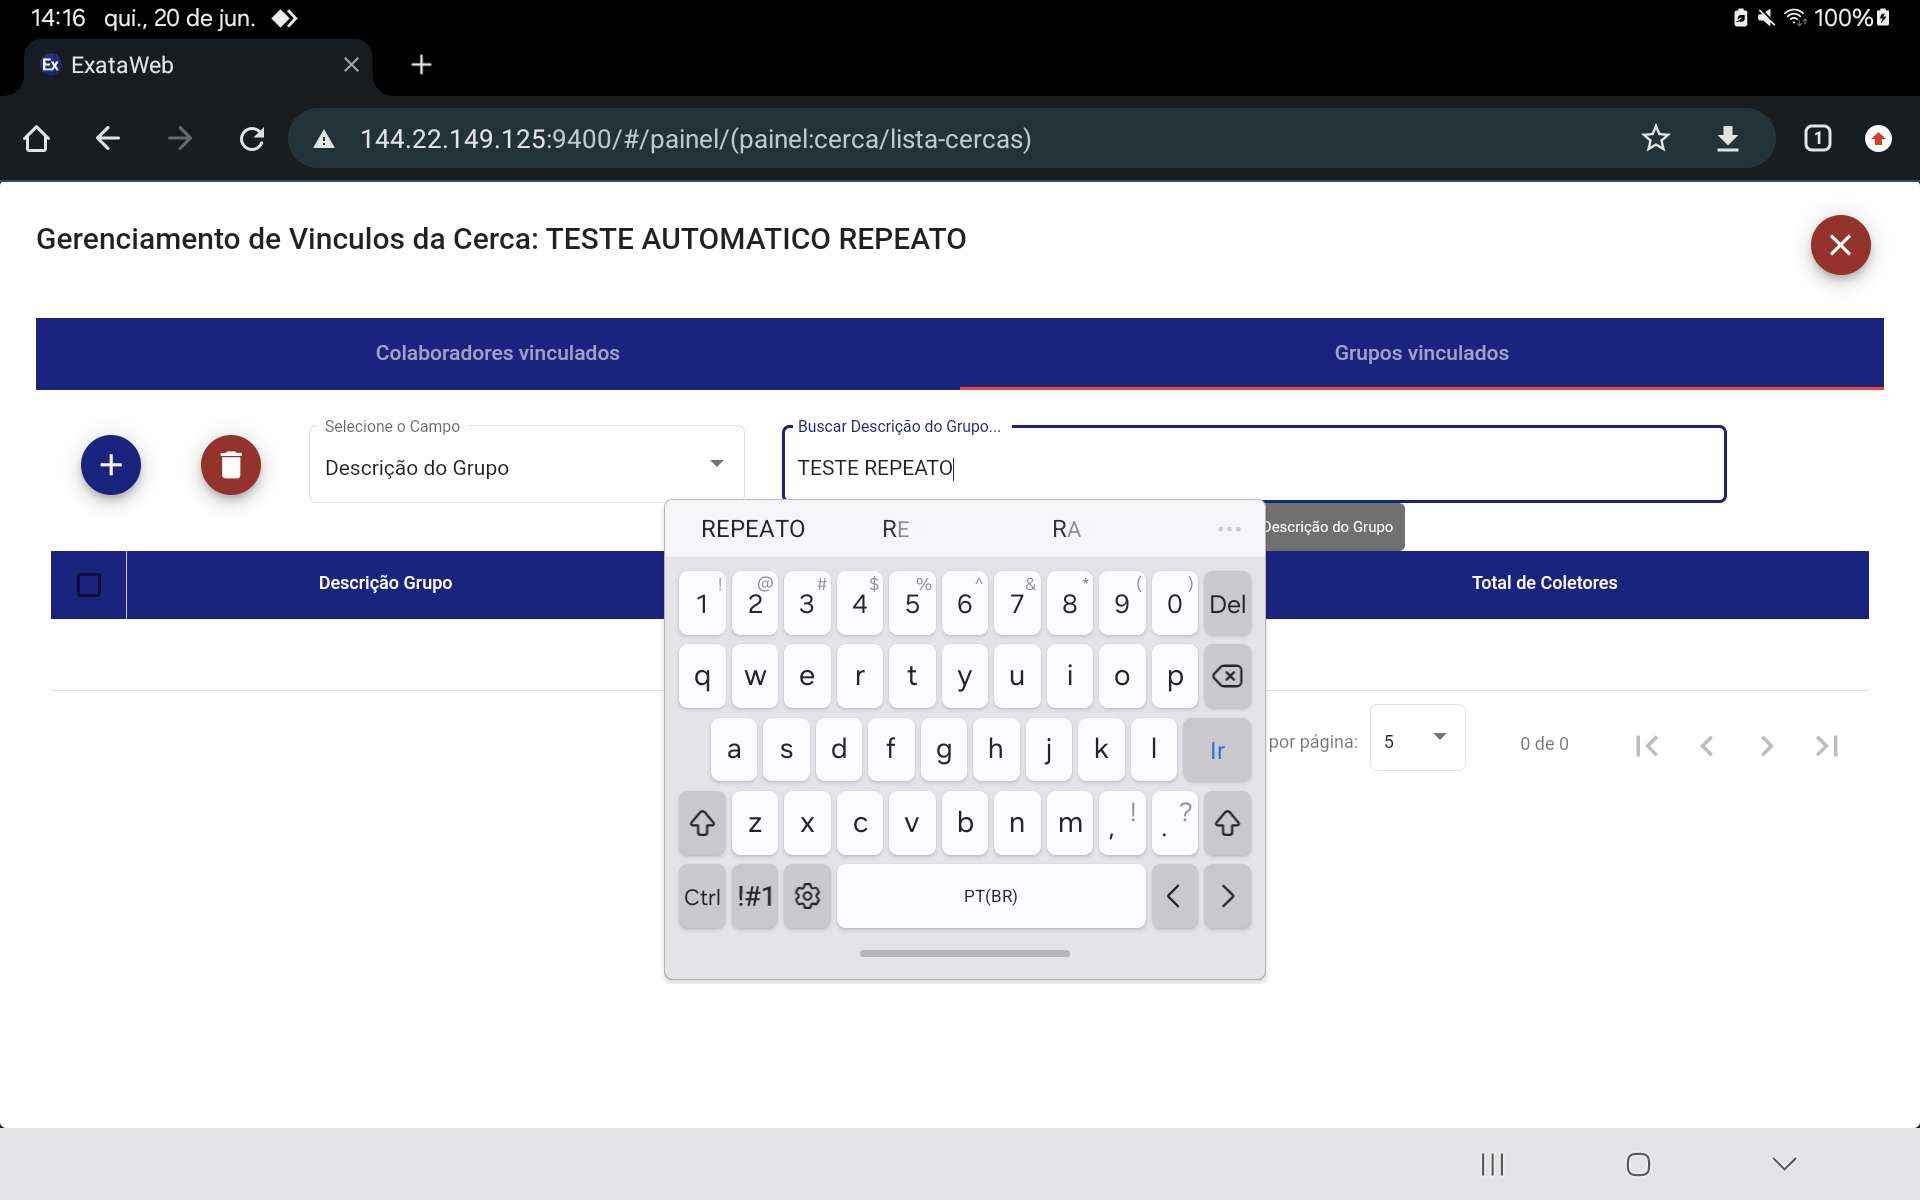 14:16 qui., 20 de jun. 100%
Ex ExataWeb
144.22.149.125:9400/#/painel/(painel:cerca/lista-cercas) 1
Gerenciamento de Vinculos da Cerca: TESTE AUTOMATICO REPEATO
Colaboradores vinculados Grupos vinculados
Selecione o Campo Buscar Descrição do Grupo...
Descrição do Grupo TESTE REPEATO
REPEATO RE RA ... Descrição do Grupo
Descrição Grupo Total de Coletores
! @ # $ % ^ & * ( )
1 2 3 4 5 6 7 8 9 0 Del
q w e r t y u i o p
a s d f g h j k l Ir por página: 5 0 de 0
z x c v b n m , ! . ?
Ctrl !#1 PT(BR) < >